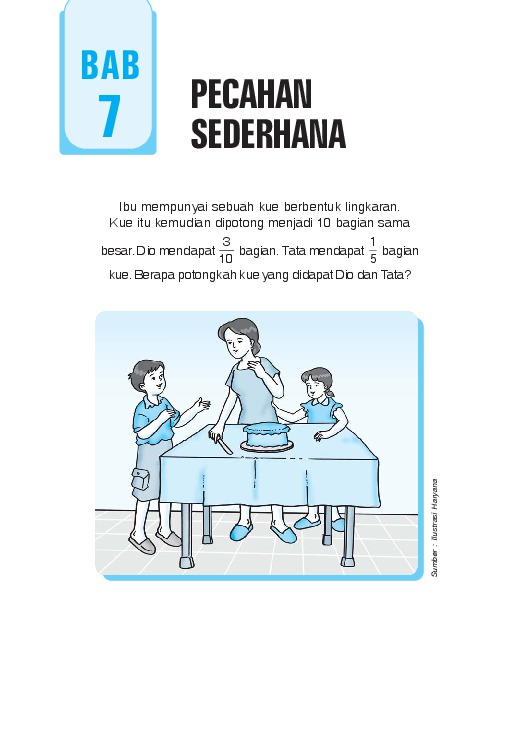 BAB
7
PECAHAN
SEDERHANA
Ibu mempunyai sebuah kue berbentuk lingkaran.
Kue itu kemudian dipotong menjadi 10 bagian sama
besar. Dio mendapat 3/10 bagian. Tata mendapat 1/5 bagian
kue. Berapa potongkah kue yang didapat Dio dan Tata?
Sumber : Ilustrasi Haryana